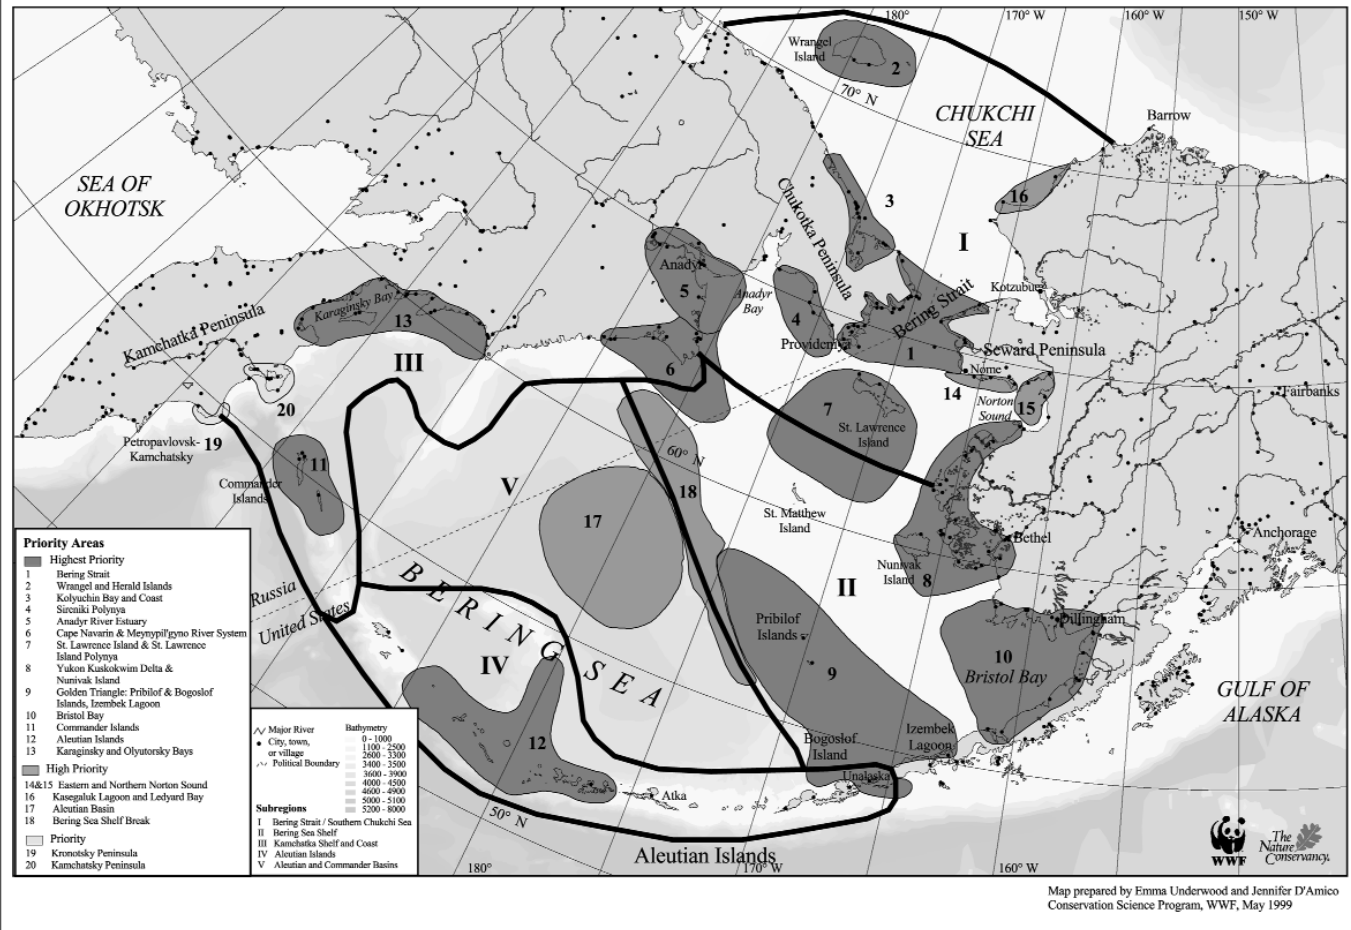 180°
170° W
160° W
150° W
Wrangel
Island
2
70° N
CHUKCHI
SEA
Barrow
SEA OF
OKHOTSK
Chukotka Peninsula
3
16
I
Anadyr
5
Anadyr
Bay
4
Kotzubue
Bering Strait
Karaginsky Bay
13
Kamchatka Peninsula
Provideniya
1
Seward Peninsula
III
6
Nome
14
Norton
Sound
15
Fairbanks
20
7
St. Lawrence
Island
19
Petropavlovsk-
Kamchatsky
11
Commander
Islands
60° N
V
18
17
St. Matthew
Island
Bethel
Anchorage
Nunivak
Island
8
II
Russia
United States
BERING SEA
Pribilof
Islands
Dillingham
10
Bristol Bay
IV
9
GULF OF
ALASKA
12
Izembek
Lagoon
Bogoslof
Island
Unalaska
Atka
50° N
Aleutian Islands
180°
170° W
160° W
Priority Areas
Highest Priority
1 Bering Strait
2 Wrangel and Herald Islands
3 Kolyuchin Bay and Coast
4 Sireniki Polynya
5 Anadyr River Estuary
6 Cape Navarin & Meynypil'gyno River System
7 St. Lawrence Island & St. Lawrence
Island Polynya
8 Yukon Kuskokwim Delta &
Nunivak Island
9 Golden Triangle: Pribilof & Bogoslof
Islands, Izembek Lagoon
10 Bristol Bay
11 Commander Islands
12 Aleutian Islands
13 Karaginsky and Olyutorsky Bays
High Priority
14&15 Eastern and Northern Norton Sound
16 Kasegaluk Lagoon and Ledyard Bay
17 Aleutian Basin
18 Bering Sea Shelf Break
Priority
19 Kronotsky Peninsula
20 Kamchatsky Peninsula
Major River
City, town,
or village
Political Boundary
Bathymetry
0 - 1000
1100 - 2500
2600 - 3300
3400 - 3500
3600 - 3900
4000 - 4500
4600 - 4900
5000 - 5100
5200 - 8000
Subregions
I Bering Strait / Southern Chukchi Sea
II Bering Sea Shelf
III Kamchatka Shelf and Coast
IV Aleutian Islands
V Aleutian and Commander Basins
WWF
The
Nature
Conservancy.
Map prepared by Emma Underwood and Jennifer D'Amico
Conservation Science Program, WWF, May 1999